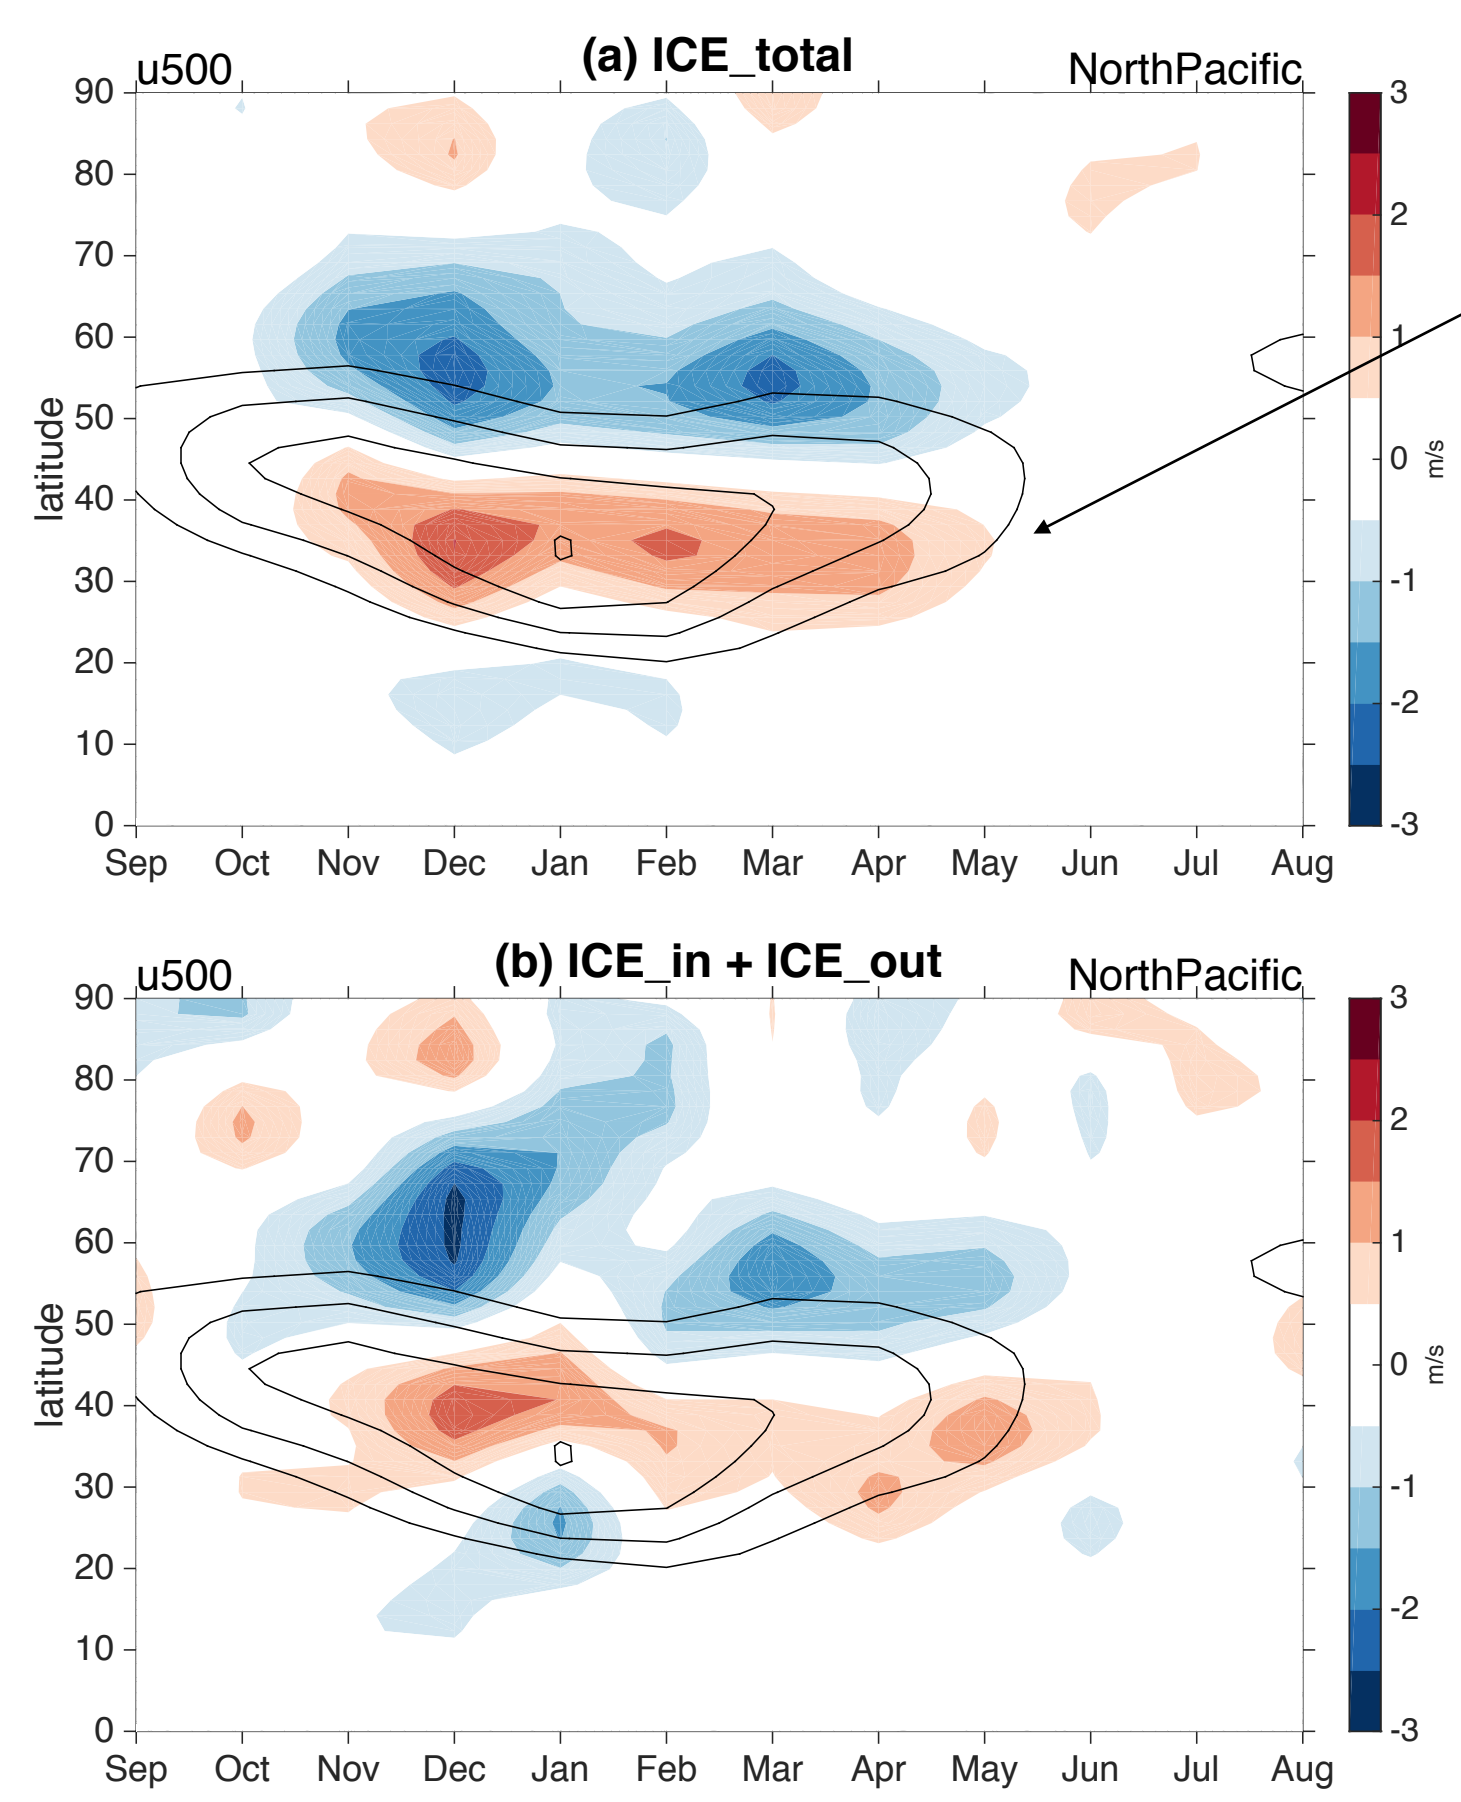 (a) ICE_total
u500
NorthPacific
90
80
70
60
50
40
30
20
10
0
latitude
Sep Oct Nov Dec Jan Feb Mar Apr May Jun Jul Aug
3
2
1
0
-1
-2
-3
m/s
(b) ICE_in + ICE_out
u500
NorthPacific
90
80
70
60
50
40
30
20
10
0
latitude
Sep Oct Nov Dec Jan Feb Mar Apr May Jun Jul Aug
3
2
1
0
-1
-2
-3
m/s